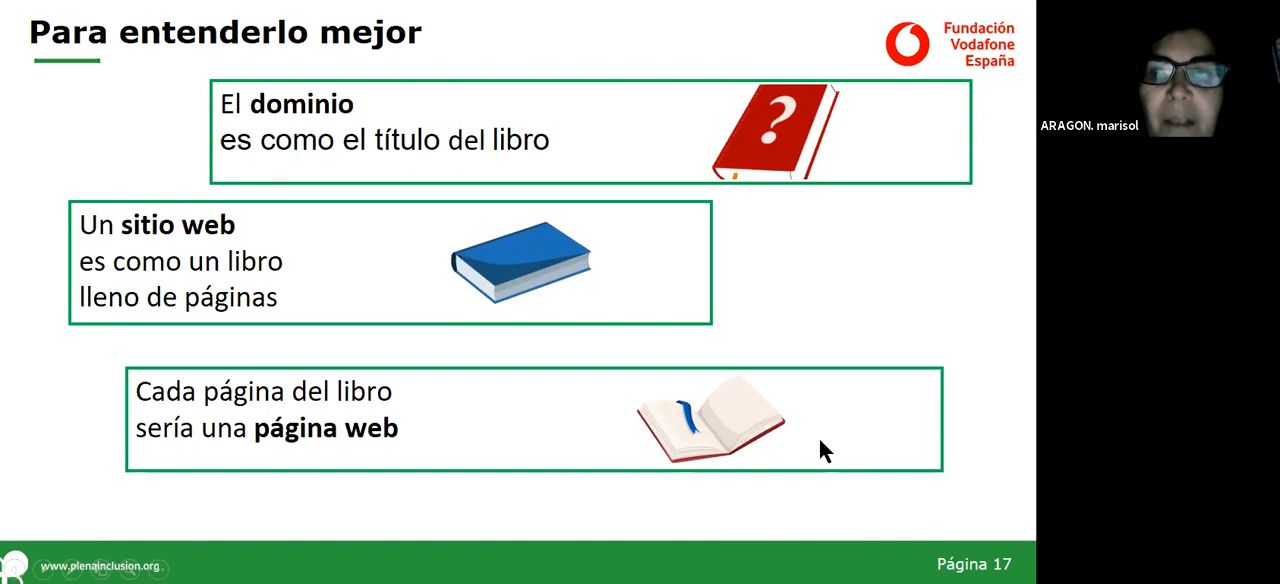 Para entenderlo mejor
Fundación
Vodafone
España
El dominio
es como el título del libro
?
Un sitio web
es como un libro
lleno de páginas
Cada página del libro
sería una página web
www.plenainclusion.org
Página 17
ARAGON. marisol